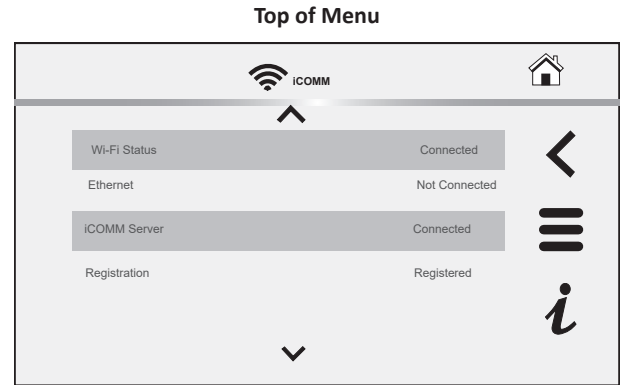 Top of Menu
iCOMM
Wi-Fi Status Connected
Ethernet Not Connected
iCOMM Server Connected
Registration Registered
i